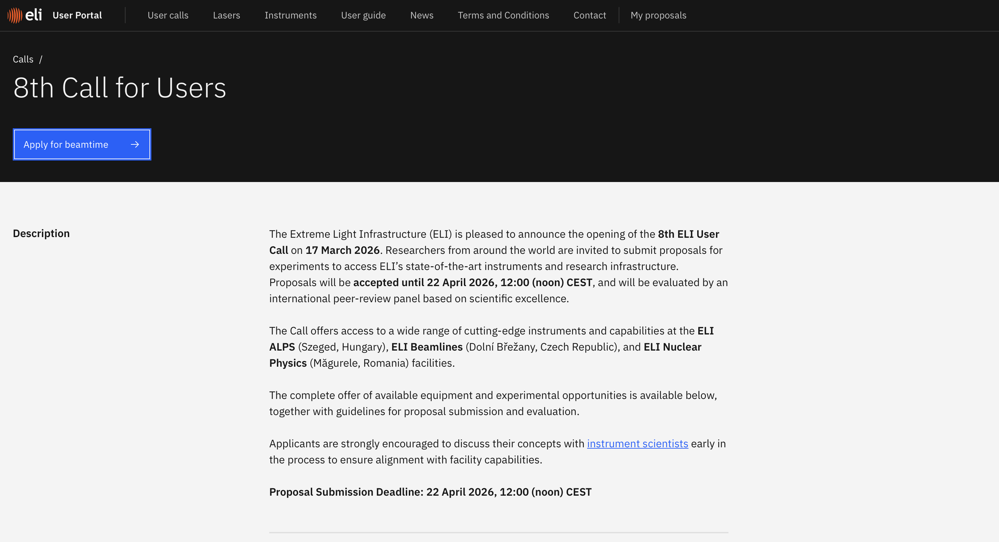 eli User Portal User calls Lasers Instruments User guide News Terms and Conditions Contact My proposals
Calls /
8th Call for Users
Apply for beamtime →
Description
The Extreme Light Infrastructure (ELI) is pleased to announce the opening of the 8th ELI User
Call on 17 March 2026. Researchers from around the world are invited to submit proposals for
experiments to access ELI’s state-of-the-art instruments and research infrastructure.
Proposals will be accepted until 22 April 2026, 12:00 (noon) CEST, and will be evaluated by an
international peer-review panel based on scientific excellence.
The Call offers access to a wide range of cutting-edge instruments and capabilities at the ELI
ALPS (Szeged, Hungary), ELI Beamlines (Dolní Břežany, Czech Republic), and ELI Nuclear
Physics (Măgurele, Romania) facilities.
The complete offer of available equipment and experimental opportunities is available below,
together with guidelines for proposal submission and evaluation.
Applicants are strongly encouraged to discuss their concepts with instrument scientists early in
the process to ensure alignment with facility capabilities.
Proposal Submission Deadline: 22 April 2026, 12:00 (noon) CEST